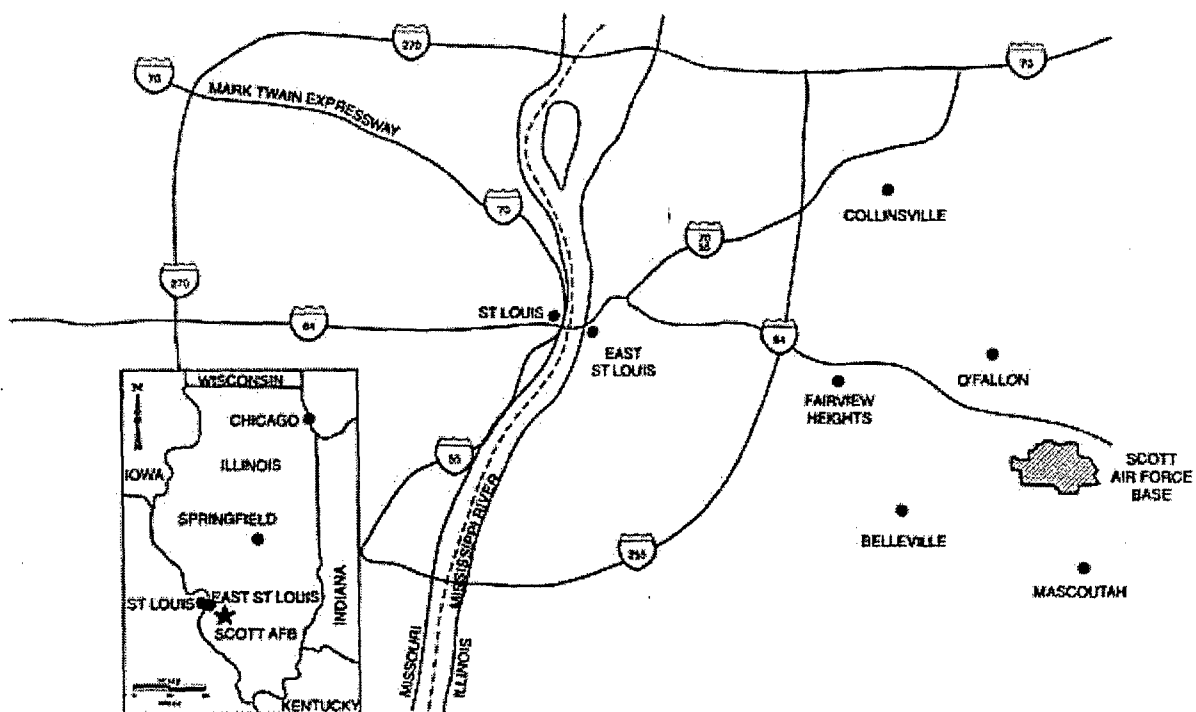 270
70
70
MARK TWAIN EXPRESSWAY
70
COLLINSVILLE
70
55
270
ST LOUIS
64
EAST
ST LOUIS
64
O'FALLON
FAIRVIEW
HEIGHTS
WISCONSIN
CHICAGO
ILLINOIS
IOWA
SPRINGFIELD
INDIANA
ST LOUIS
EAST ST LOUIS
SCOTT AFB
KENTUCKY
55
MISSISSIPPI RIVER
SCOTT
AIR FORCE
BASE
BELLEVILLE
255
MASCOUTAH
MISSOURI
ILLINOIS